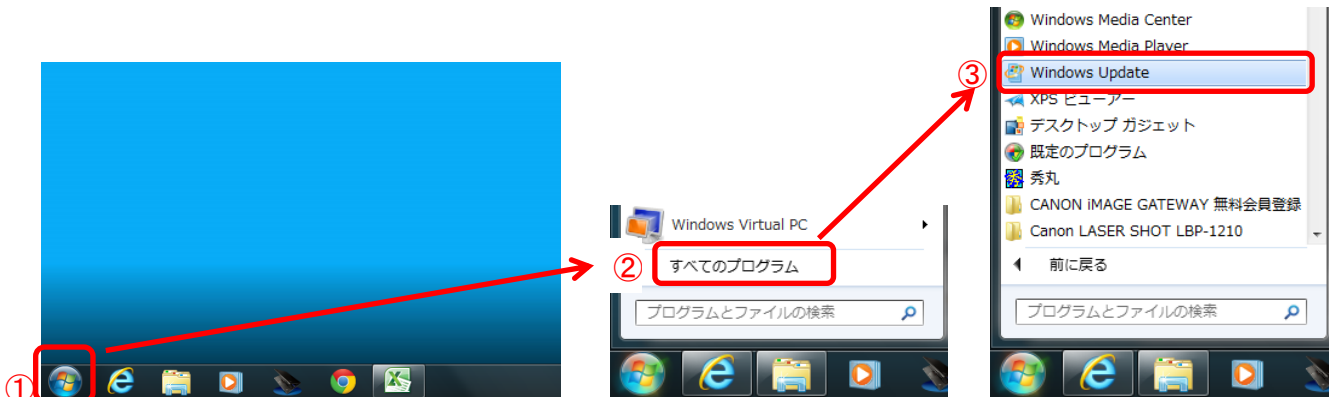 ①
Windows Virtual PC
② すべてのプログラム
プログラムとファイルの検索
③
Windows Media Center
Windows Media Player
Windows Update
XPS ビューアー
デスクトップ ガジェット
既定のプログラム
秀丸
CANON iMAGE GATEWAY 無料会員登録
Canon LASER SHOT LBP-1210
前に戻る
プログラムとファイルの検索